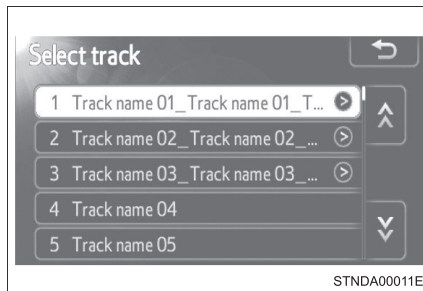 Select track
1 Track name 01_Track name 01_T...
2 Track name 02_Track name 02_...
3 Track name 03_Track name 03_...
4 Track name 04
5 Track name 05
STNDA00011E